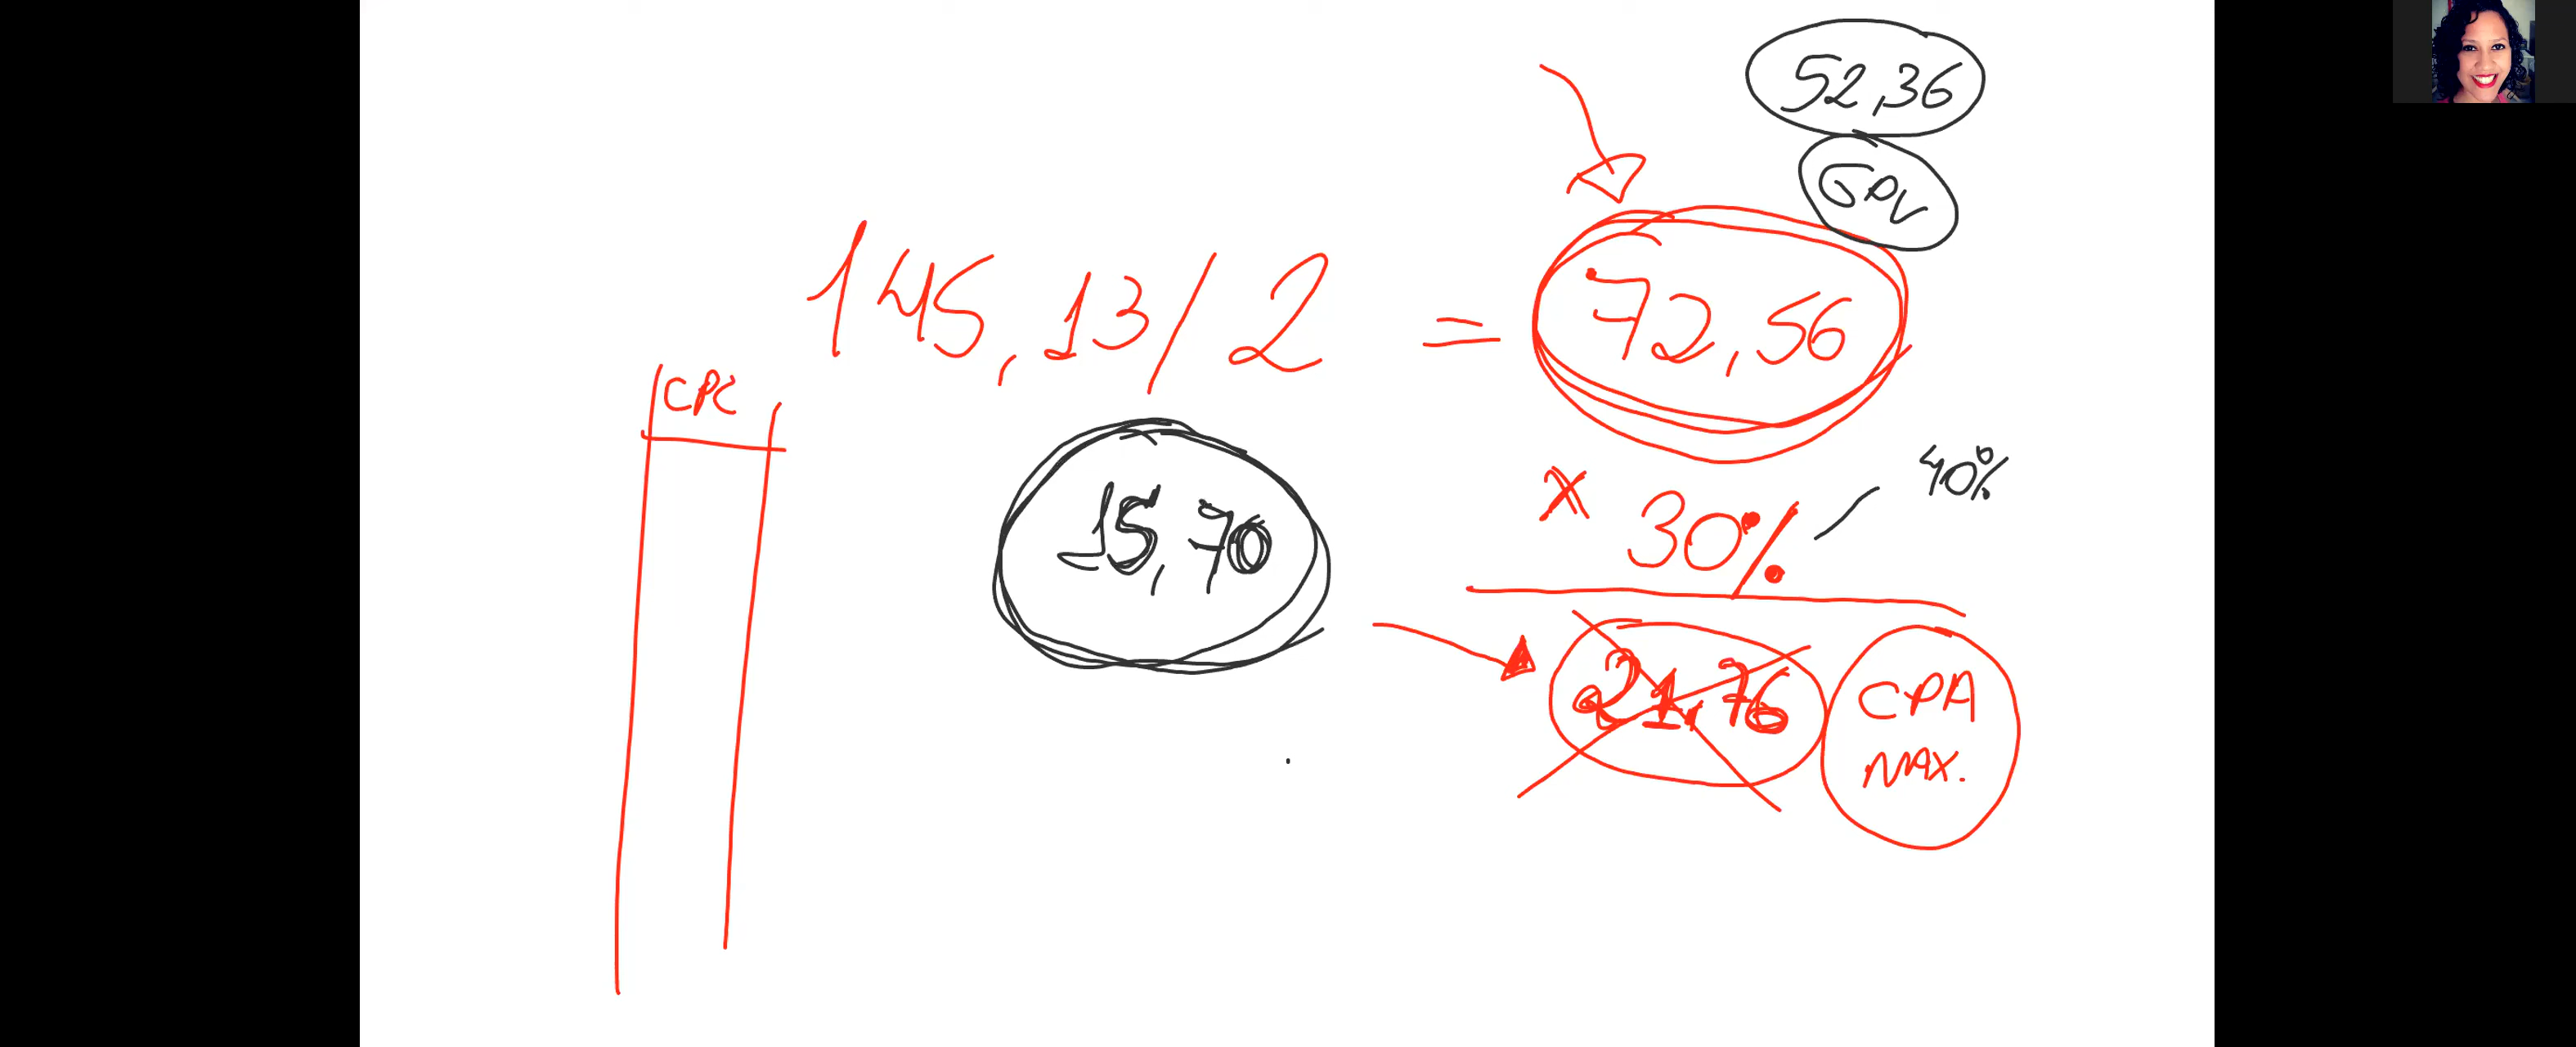 52,36
GPV
145,13/2 = 72,56
CPC
40%
x 30%
15,70
21,76
CPA
MAX.